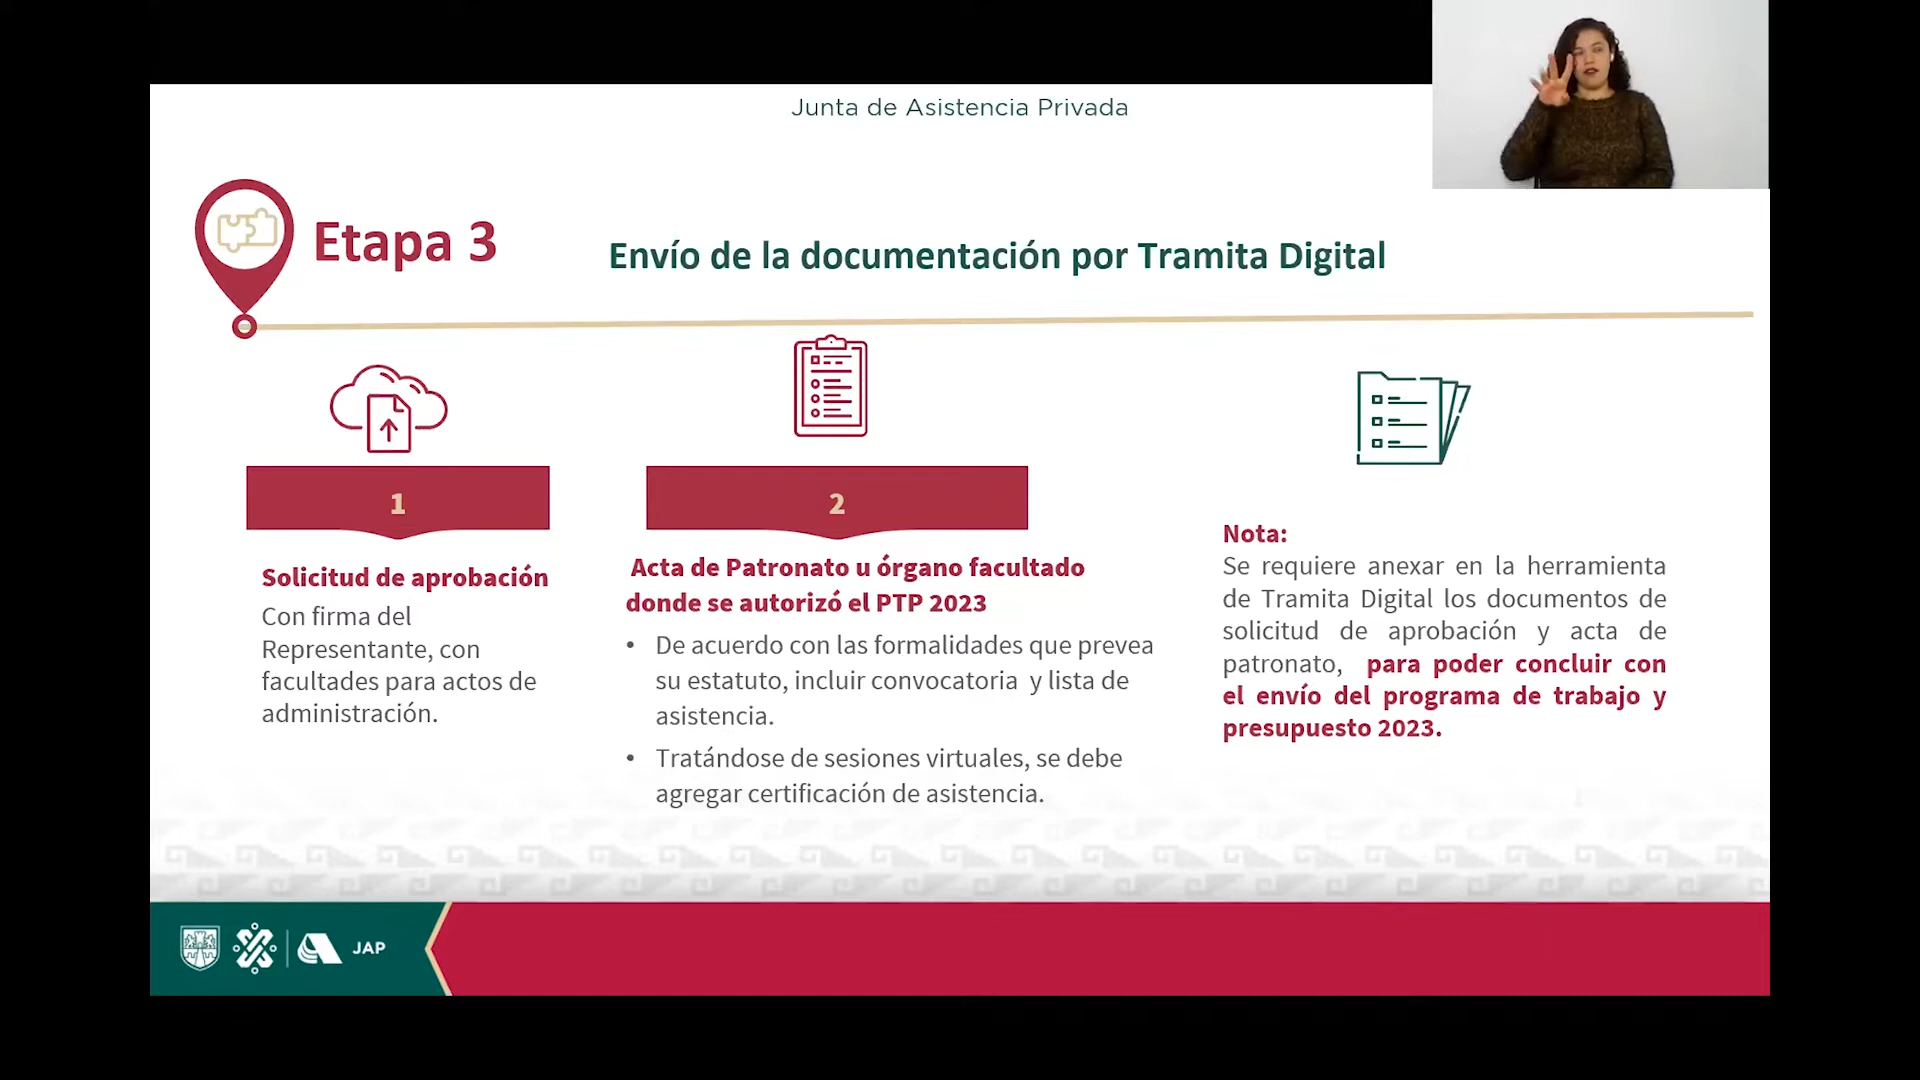 Junta de Asistencia Privada
Etapa 3
Envío de la documentación por Tramita Digital
1
Solicitud de aprobación
Con firma del
Representante, con
facultades para actos de
administración.
2
Acta de Patronato u órgano facultado
donde se autorizó el PTP 2023
• De acuerdo con las formalidades que prevea
su estatuto, incluir convocatoria y lista de
asistencia.
• Tratándose de sesiones virtuales, se debe
agregar certificación de asistencia.
Nota:
Se requiere anexar en la herramienta
de Tramita Digital los documentos de
solicitud de aprobación y acta de
patronato, para poder concluir con
el envío del programa de trabajo y
presupuesto 2023.
JAP